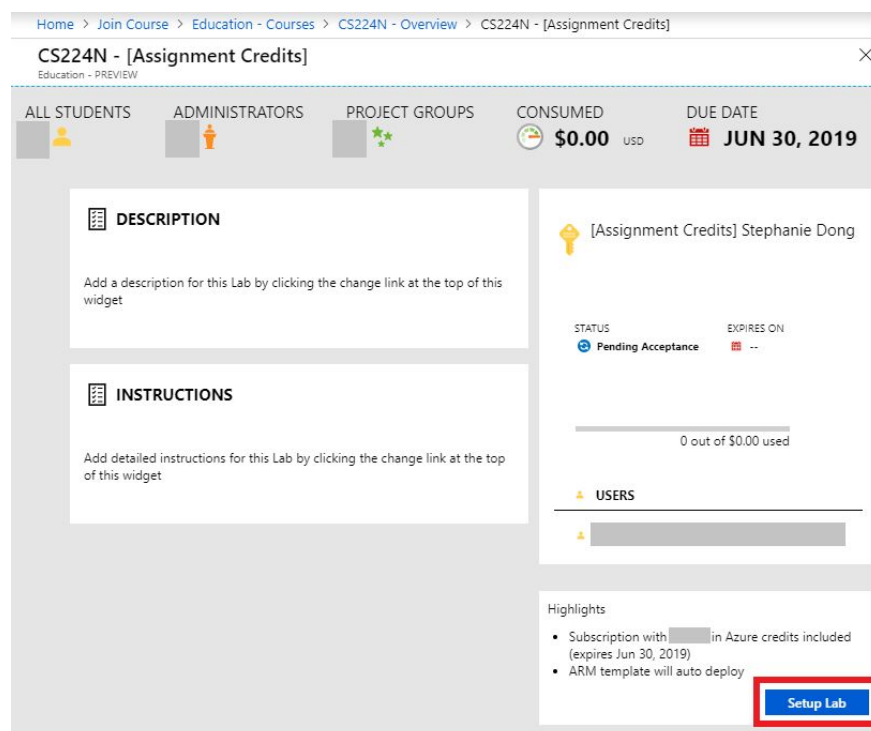 Home > Join Course > Education - Courses > CS224N - Overview > CS224N - [Assignment Credits]
CS224N - [Assignment Credits]
Education - PREVIEW
ALL STUDENTS
ADMINISTRATORS
PROJECT GROUPS
CONSUMED
$0.00 USD
DUE DATE
JUN 30, 2019
DESCRIPTION
Add a description for this Lab by clicking the change link at the top of this
widget
INSTRUCTIONS
Add detailed instructions for this Lab by clicking the change link at the top
of this widget
[Assignment Credits] Stephanie Dong
STATUS
Pending Acceptance
EXPIRES ON
--
0 out of $0.00 used
USERS
Highlights
• Subscription with in Azure credits included
(expires Jun 30, 2019)
• ARM template will auto deploy
Setup Lab